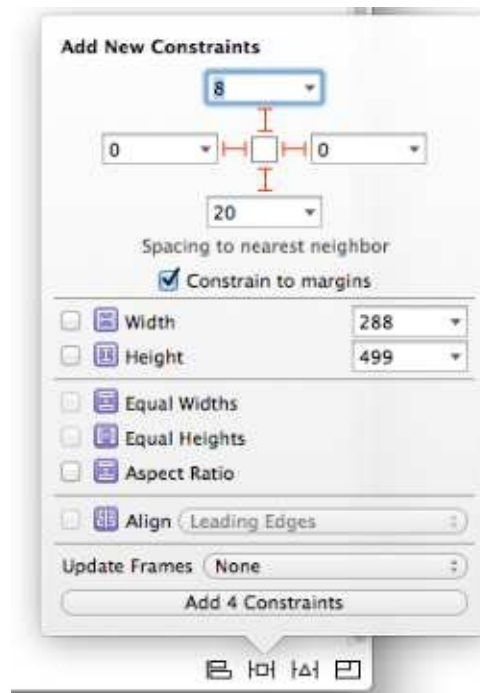 Add New Constraints
8
0 0
20
Spacing to nearest neighbor
Constrain to margins
Width 288
Height 499
Equal Widths
Equal Heights
Aspect Ratio
Align Leading Edges
Update Frames None
Add 4 Constraints